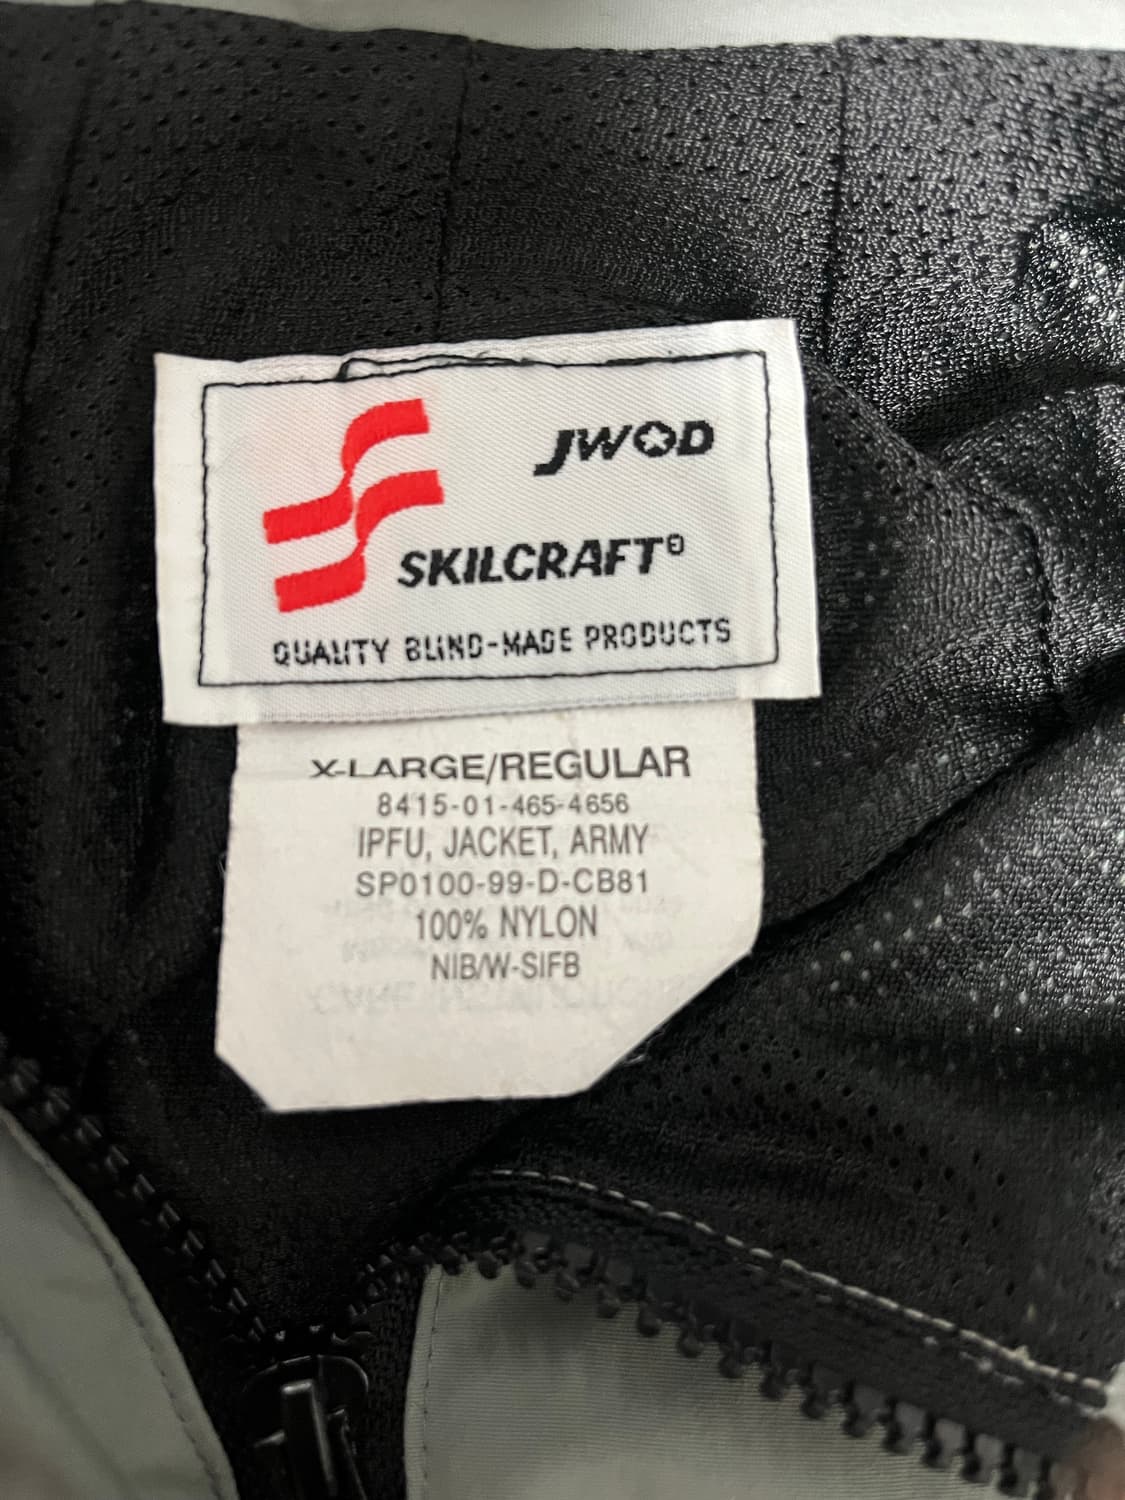 JWOD
SKILCRAFT®
QUALITY BLIND-MADE PRODUCTS
X-LARGE/REGULAR
8415-01-465-4656
IPFU, JACKET, ARMY
SP0100-99-D-CB81
100% NYLON
NIB/W-SIFB